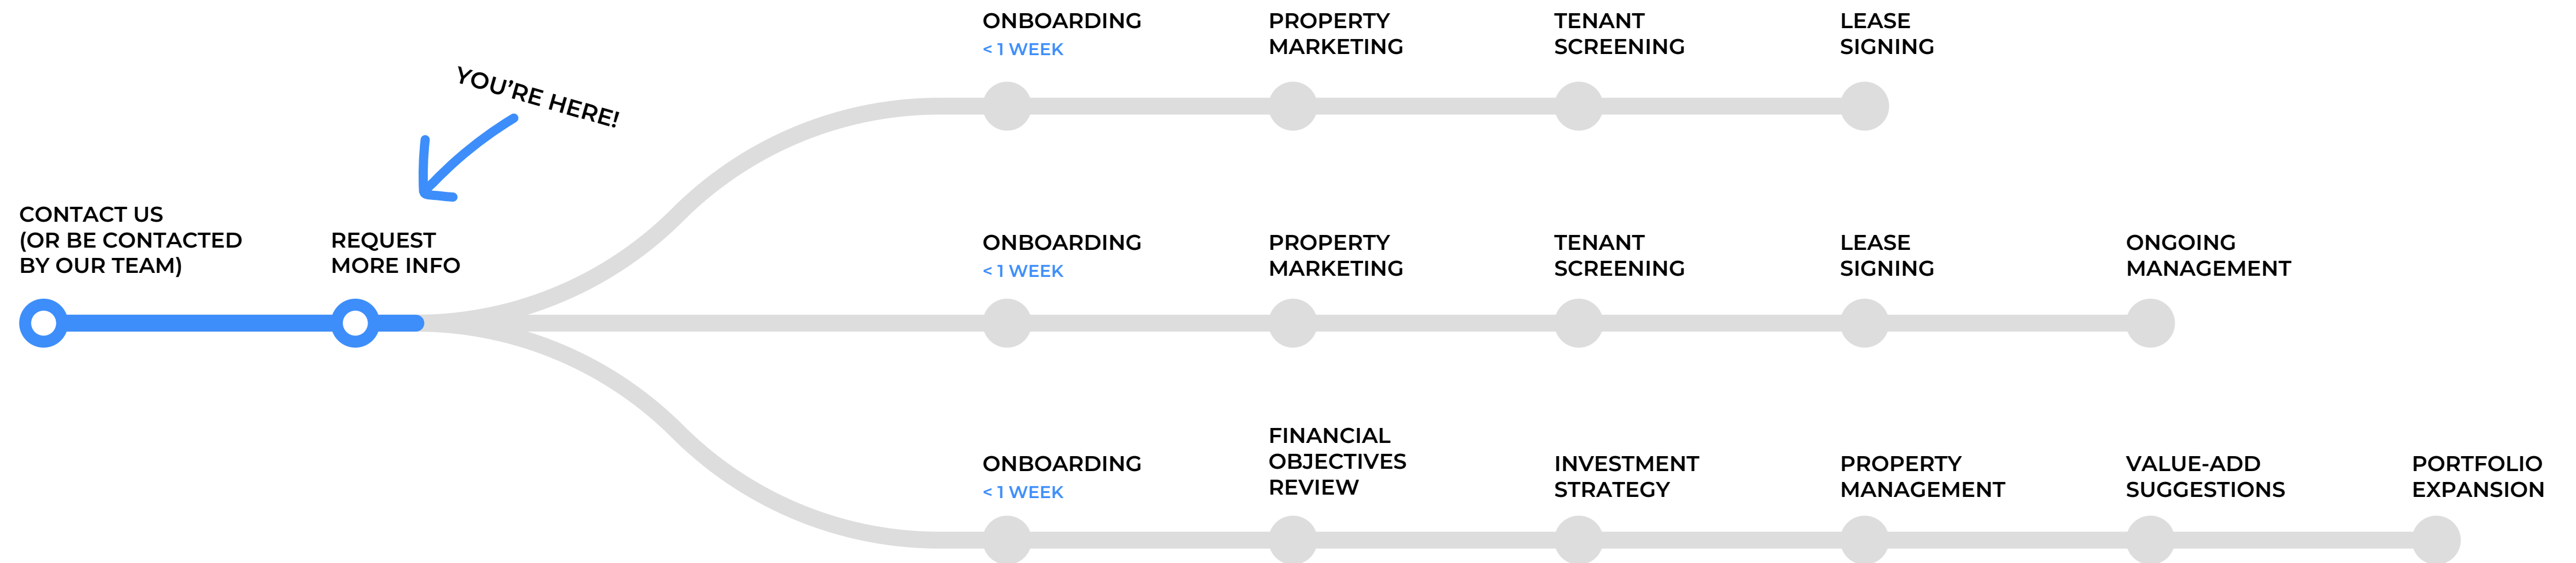 CONTACT US
(OR BE CONTACTED
BY OUR TEAM)
REQUEST
MORE INFO
YOU'RE HERE!
ONBOARDING
< 1 WEEK
PROPERTY
MARKETING
TENANT
SCREENING
LEASE
SIGNING
ONBOARDING
< 1 WEEK
PROPERTY
MARKETING
TENANT
SCREENING
LEASE
SIGNING
ONGOING
MANAGEMENT
ONBOARDING
< 1 WEEK
FINANCIAL
OBJECTIVES
REVIEW
INVESTMENT
STRATEGY
PROPERTY
MANAGEMENT
VALUE-ADD
SUGGESTIONS
PORTFOLIO
EXPANSION